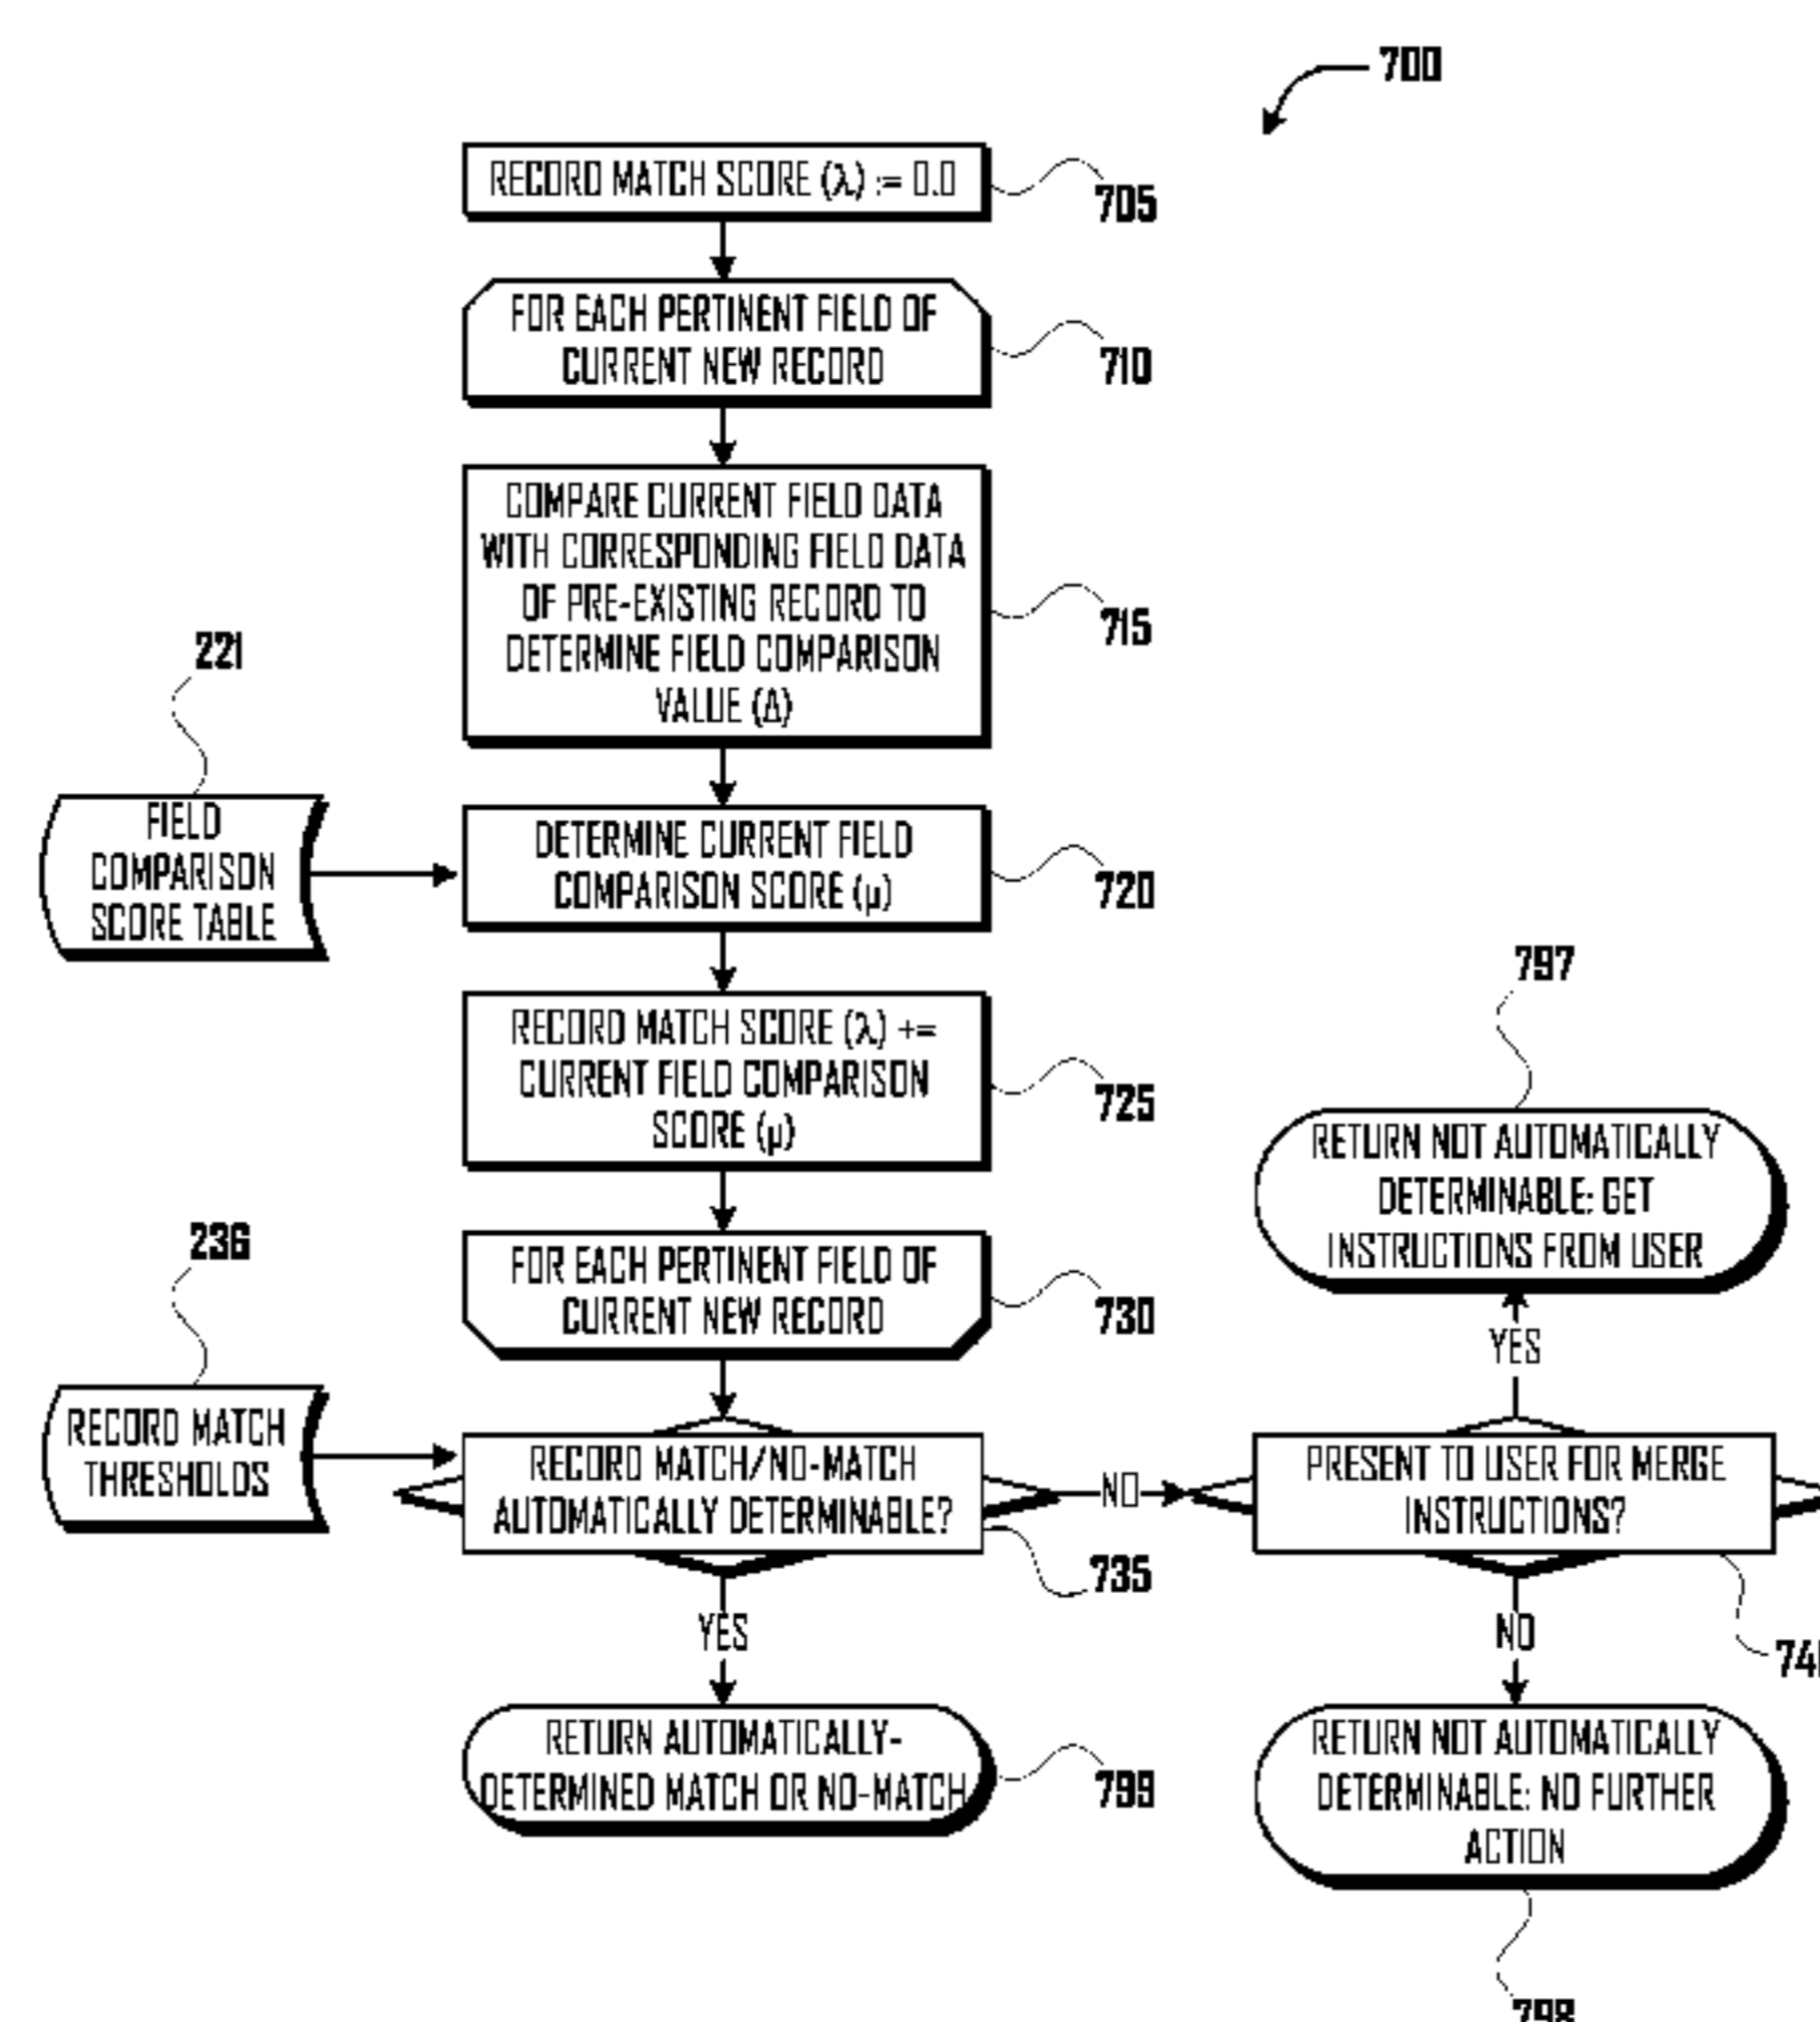 700
RECORD MATCH SCORE (λ) := 0.0
705
FOR EACH PERTINENT FIELD OF
CURRENT NEW RECORD
710
COMPARE CURRENT FIELD DATA
WITH CORRESPONDING FIELD DATA
OF PRE-EXISTING RECORD TO
DETERMINE FIELD COMPARISON
VALUE (Δ)
715
221
FIELD
COMPARISON
SCORE TABLE
DETERMINE CURRENT FIELD
COMPARISON SCORE (μ)
720
RECORD MATCH SCORE (λ) +=
CURRENT FIELD COMPARISON
SCORE (μ)
725
797
RETURN NOT AUTOMATICALLY
DETERMINABLE: GET
INSTRUCTIONS FROM USER
236
FOR EACH PERTINENT FIELD OF
CURRENT NEW RECORD
730
YES
RECORD MATCH
THRESHOLDS
RECORD MATCH/NO-MATCH
AUTOMATICALLY DETERMINABLE?
735
NO
PRESENT TO USER FOR MERGE
INSTRUCTIONS?
YES
NO
RETURN AUTOMATICALLY-
DETERMINED MATCH OR NO-MATCH
799
RETURN NOT AUTOMATICALLY
DETERMINABLE: NO FURTHER
ACTION
798